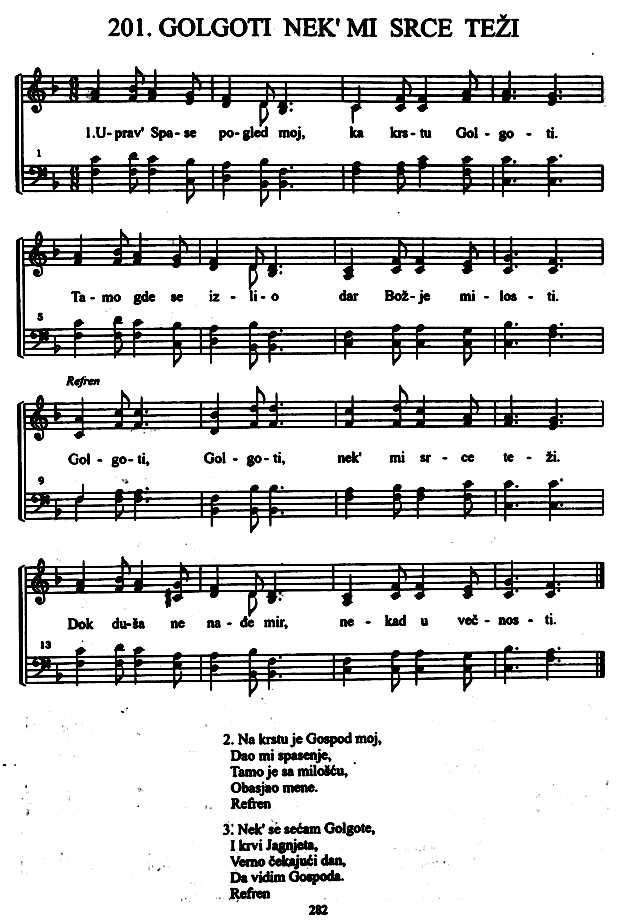 201. GOLGOTI NEK' MI SRCE TEŽI
1.U-prav' Spa-se po-gled moj, ka krs-tu Gol-go-ti.
1
Ta-mo gde se iz-li-o dar Bož-je mi-los-ti.
5
Refren
Gol-go-ti, Gol-go-ti, nek' mi sr-ce te-ži.
9
Dok du-ša ne na-đe mir, ne-kad u več-nos-ti.
13
2. Na krstu je Gospod moj,
Dao mi spasenje,
Tamo je sa milošću,
Obasjao mene.
Refren
3. Nek' se sećam Golgote,
I krvi Jagnjeta,
Verno čekajući dan,
Da vidim Gospoda.
Refren
282